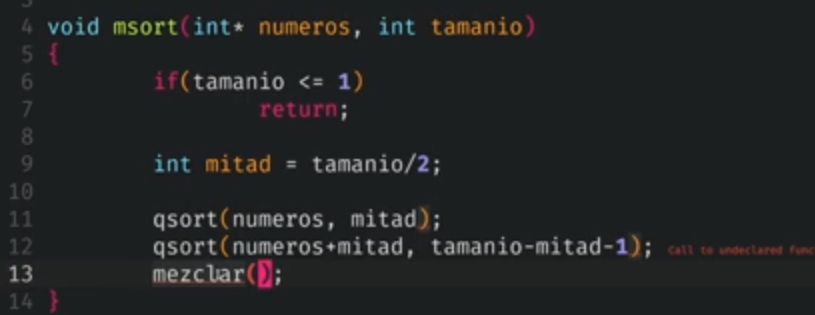 4 void msort(int* numeros, int tamanio)
5 {
6 if(tamanio <= 1)
7 return;
8
9 int mitad = tamanio/2;
10
11 qsort(numeros, mitad);
12 qsort(numeros+mitad, tamanio-mitad-1); Call to undeclared func
13 mezclar();
14 }